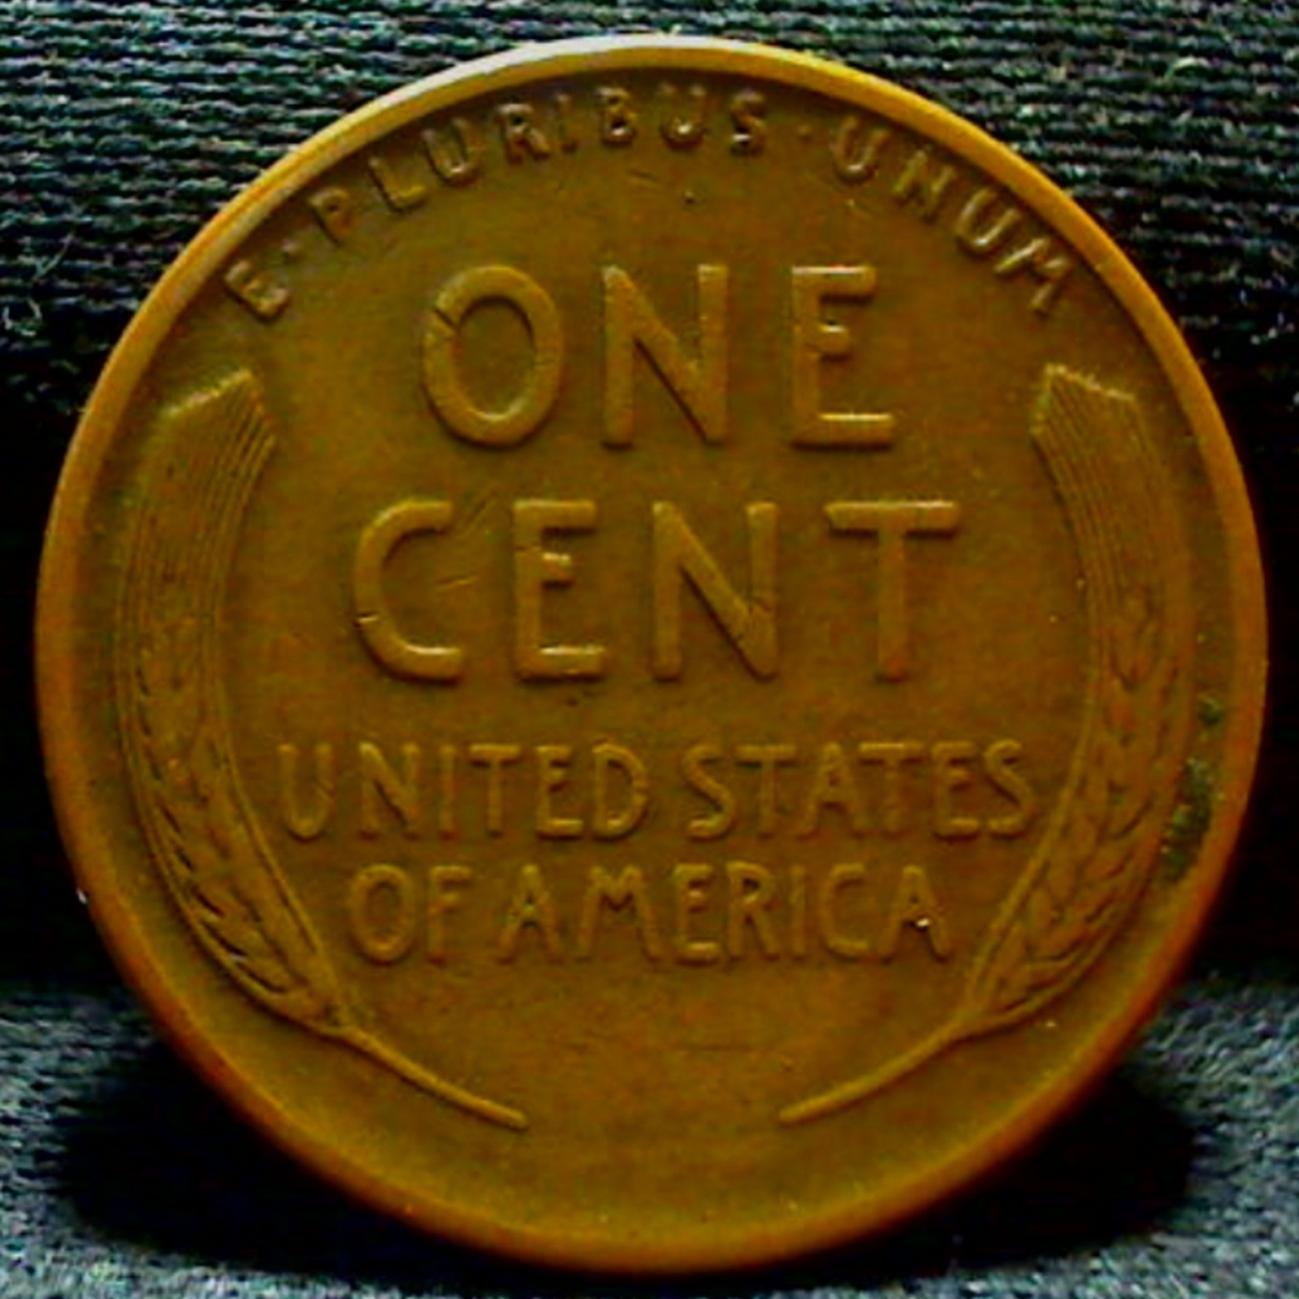 E·PLURIBUS·UNUM
ONE
CENT
UNITED STATES
OF AMERICA